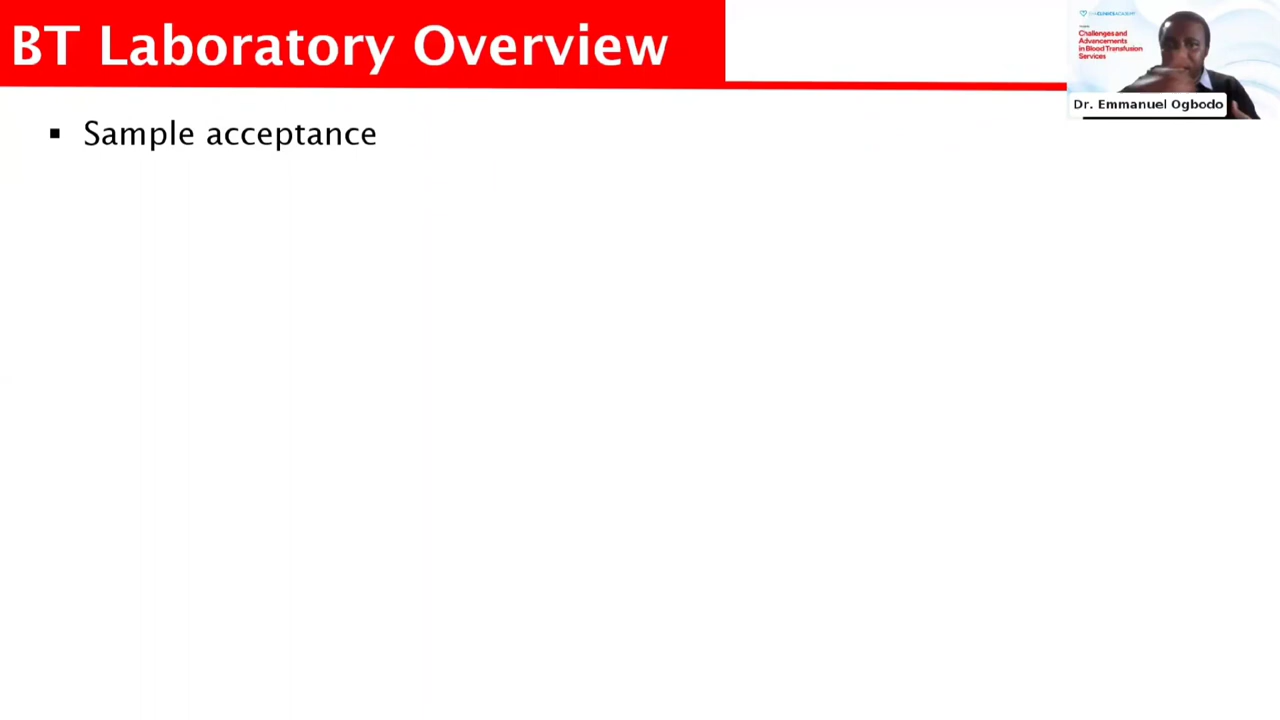 BT Laboratory Overview
▪ Sample acceptance
Challenges and
Advancements
in Blood Transfusion
Services
Dr. Emmanuel Ogbodo